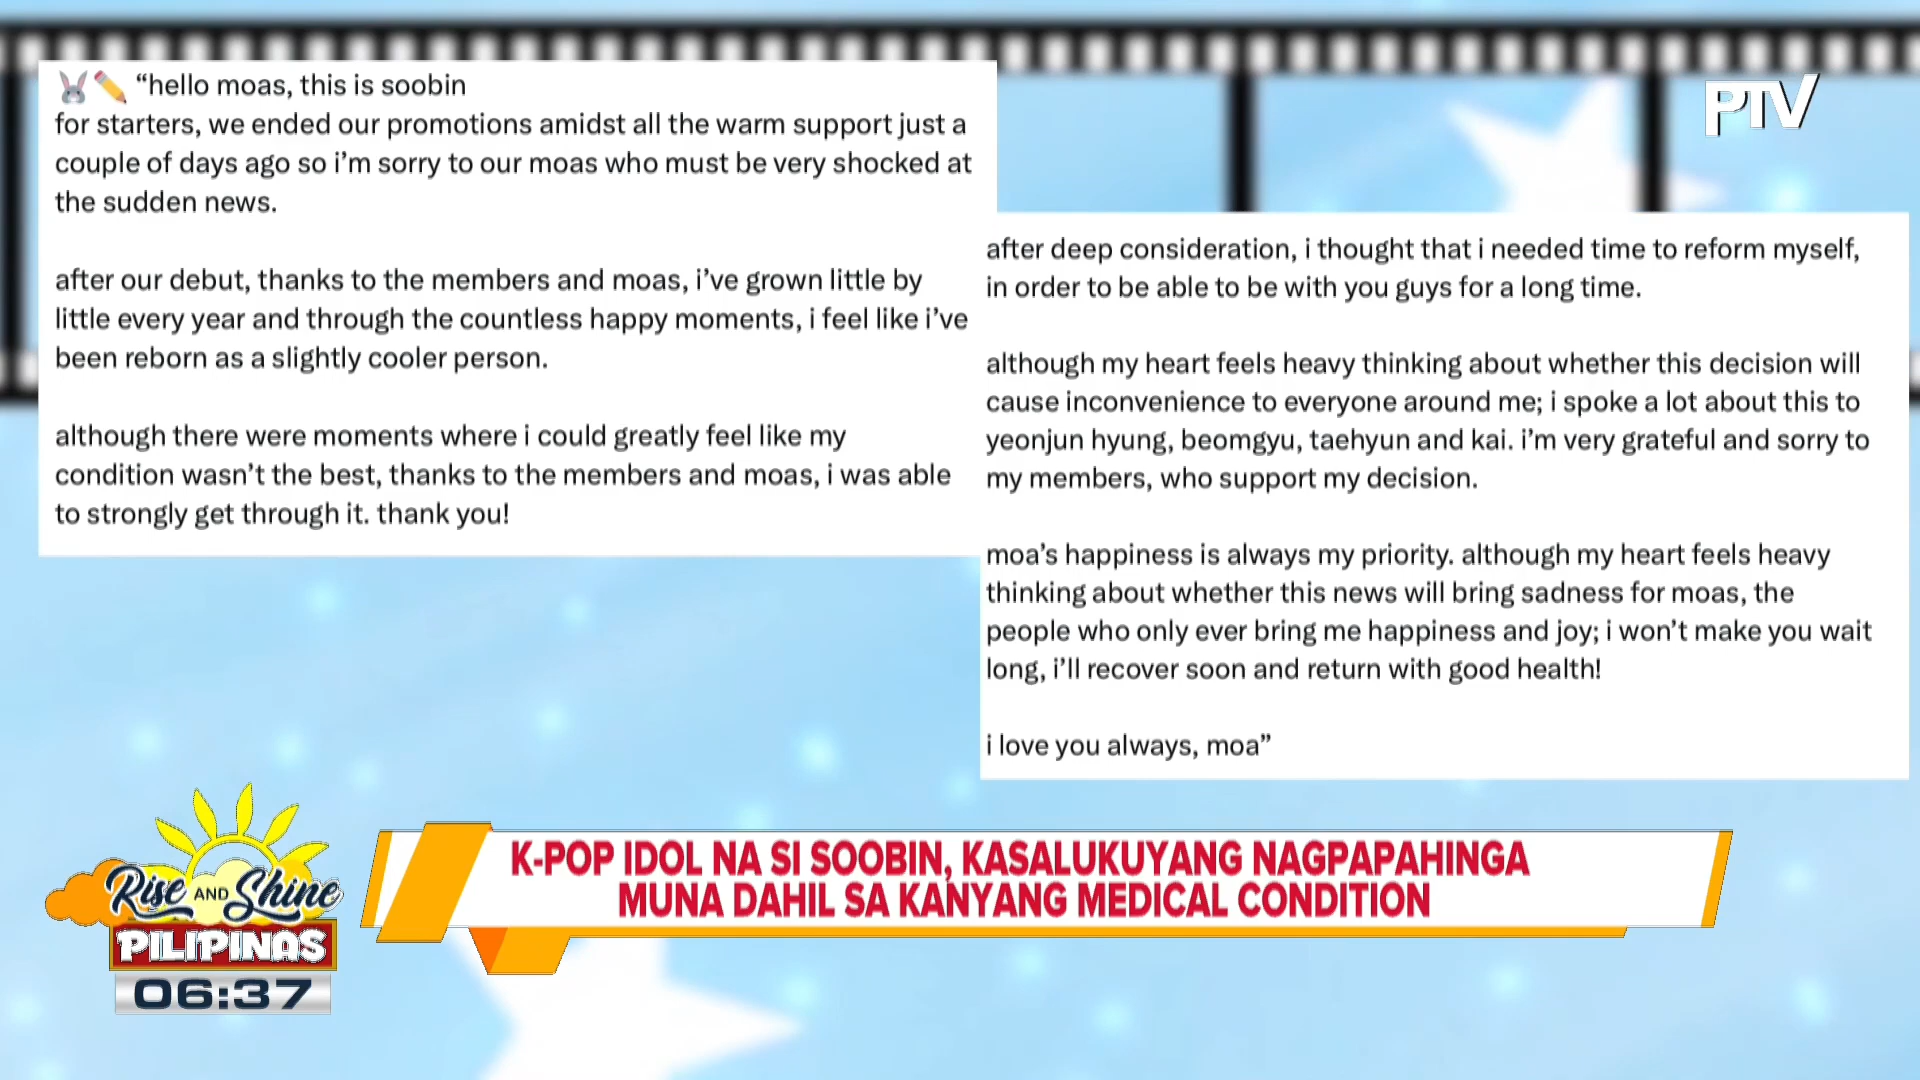 🐰✏️ “hello moas, this is soobin
for starters, we ended our promotions amidst all the warm support just a
couple of days ago so i’m sorry to our moas who must be very shocked at
the sudden news.
after our debut, thanks to the members and moas, i’ve grown little by
little every year and through the countless happy moments, i feel like i’ve
been reborn as a slightly cooler person.
although there were moments where i could greatly feel like my
condition wasn’t the best, thanks to the members and moas, i was able
to strongly get through it. thank you!
PTV
after deep consideration, i thought that i needed time to reform myself,
in order to be able to be with you guys for a long time.
although my heart feels heavy thinking about whether this decision will
cause inconvenience to everyone around me; i spoke a lot about this to
yeonjun hyung, beomgyu, taehyun and kai. i’m very grateful and sorry to
my members, who support my decision.
moa’s happiness is always my priority. although my heart feels heavy
thinking about whether this news will bring sadness for moas, the
people who only ever bring me happiness and joy; i won’t make you wait
long, i’ll recover soon and return with good health!
i love you always, moa”
Rise AND Shine
PILIPINAS
06:37
K-POP IDOL NA SI SOOBIN, KASALUKUYANG NAGPAPAHINGA
MUNA DAHIL SA KANYANG MEDICAL CONDITION